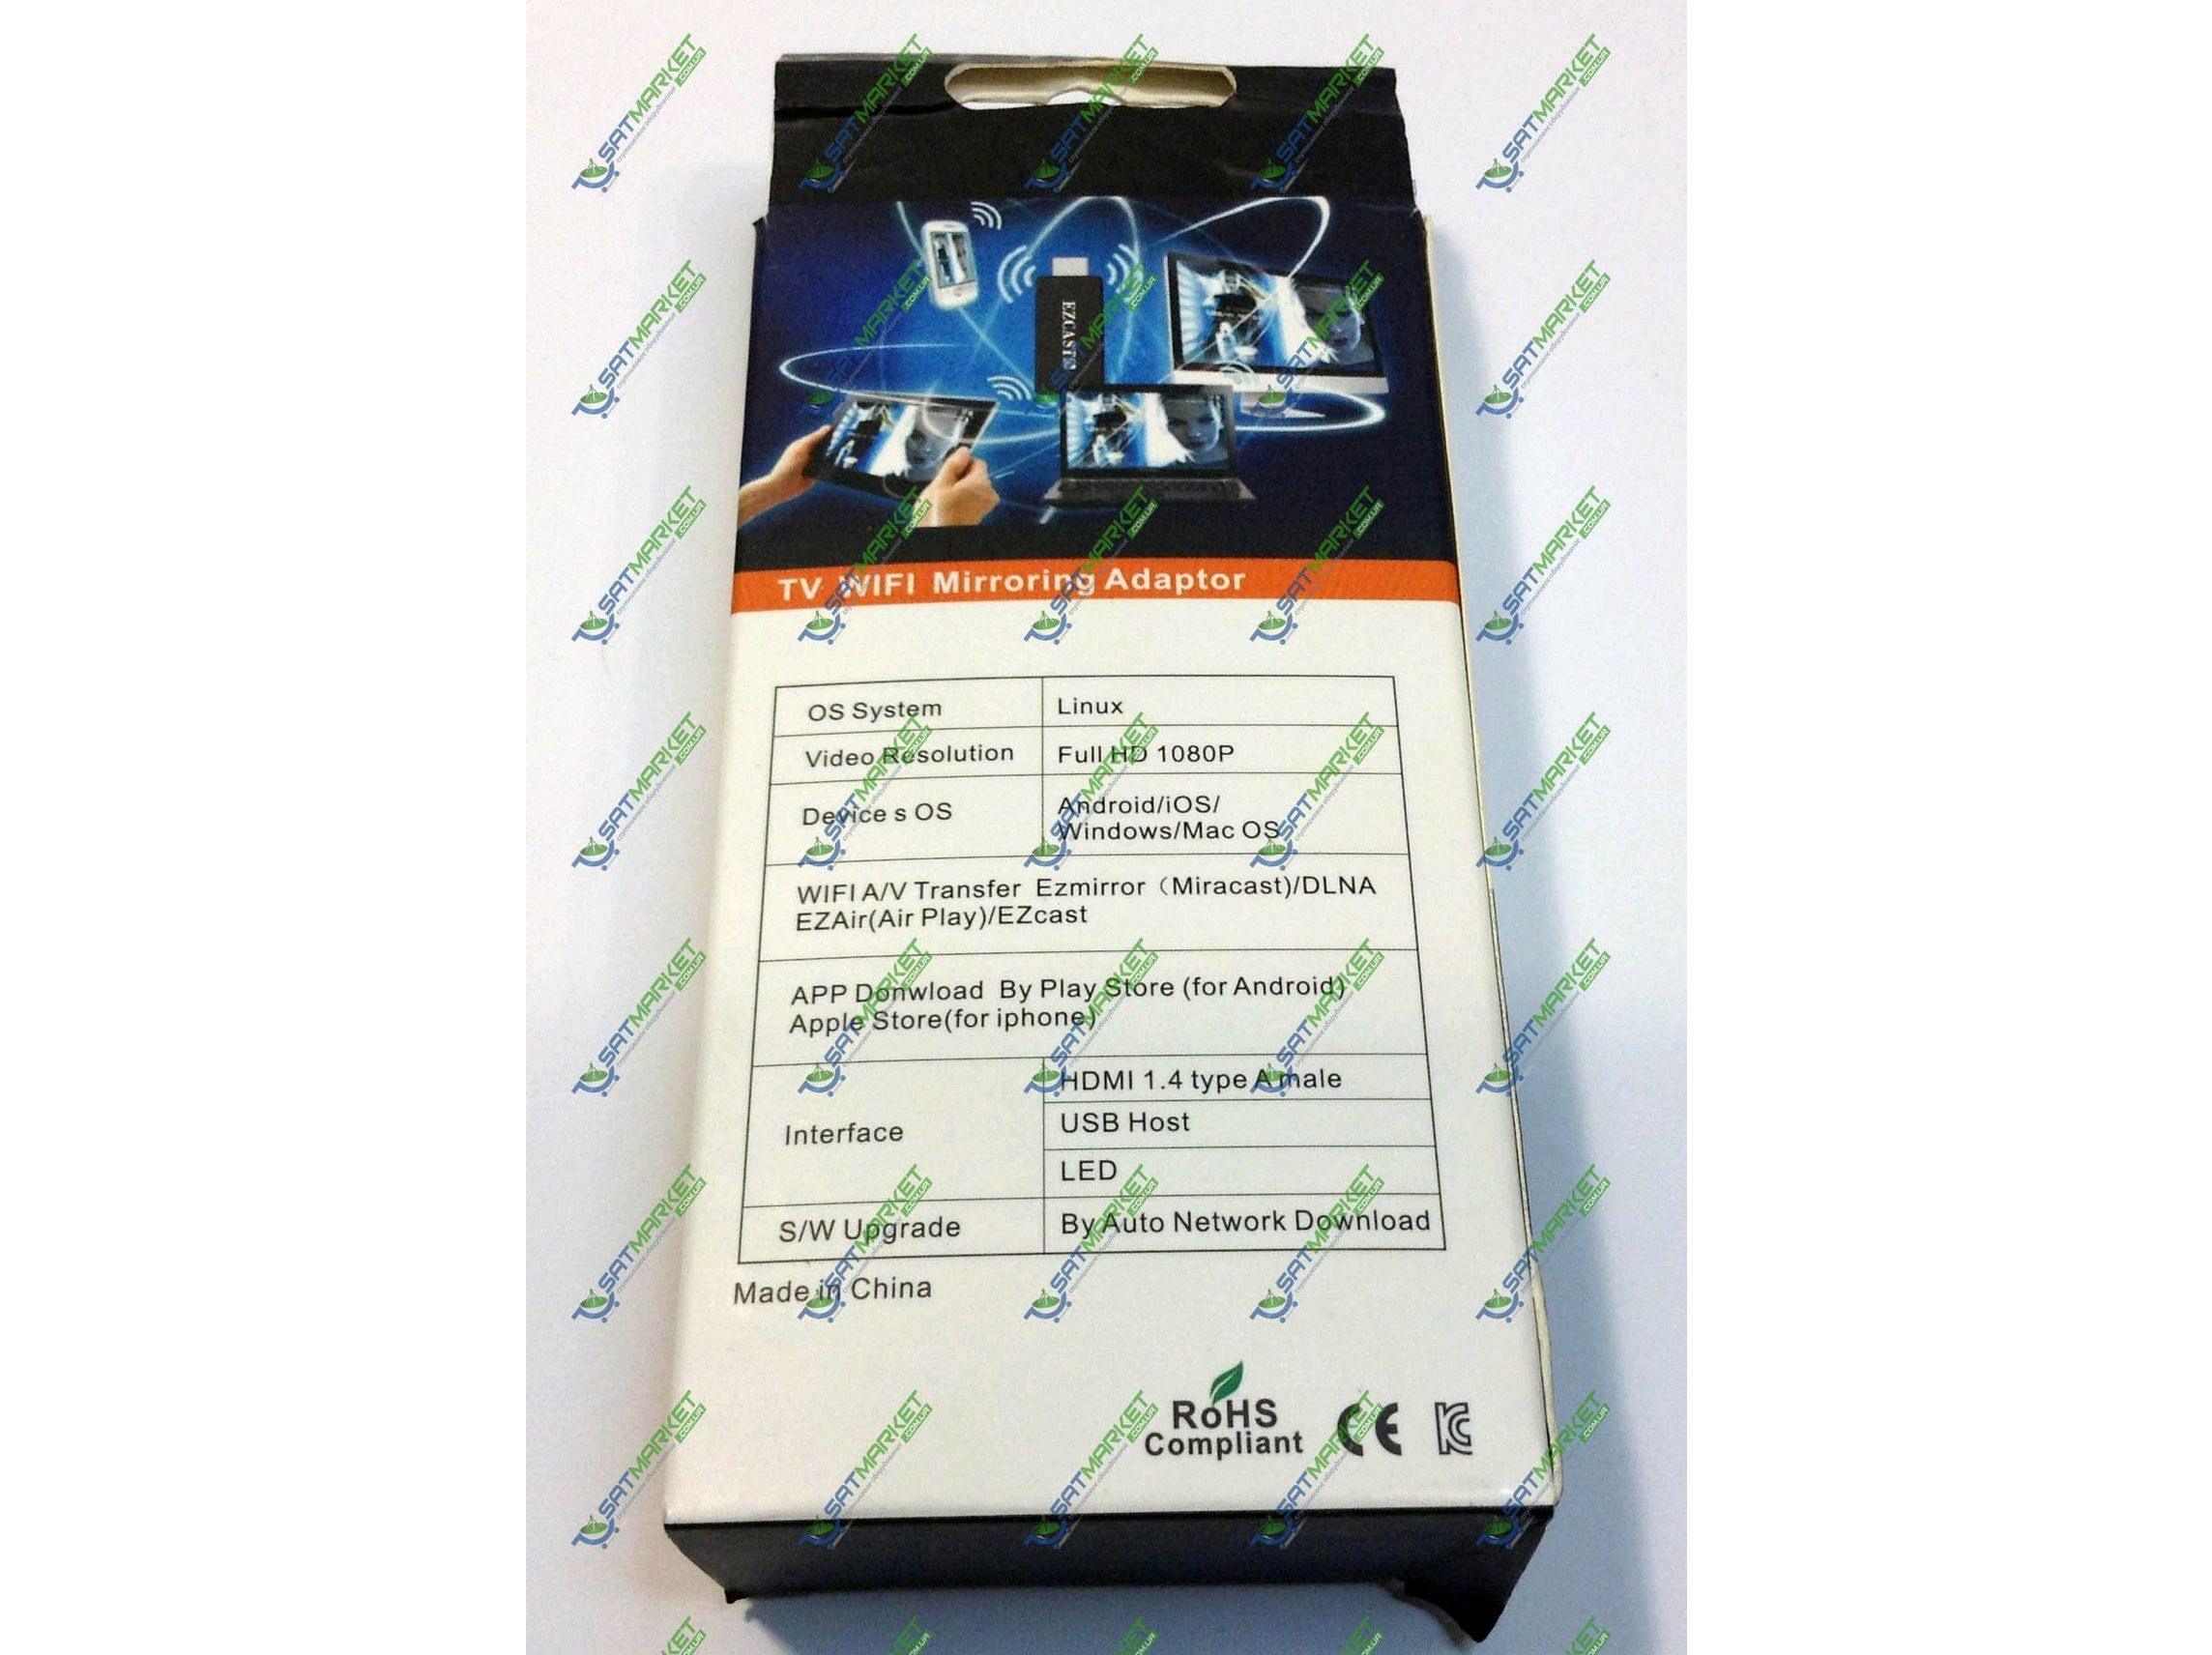 EZCAST
TV WIFI Mirroring Adaptor
OS System Linux
Video Resolution Full HD 1080P
Device s OS Android/iOS/
Windows/Mac OS
WIFI A/V Transfer Ezmirror (Miracast)/DLNA
EZAir(Air Play)/EZcast
APP Donwload By Play Store (for Android)
Apple Store(for iphone)
Interface HDMI 1.4 type A male
USB Host
LED
S/W Upgrade By Auto Network Download
Made in China
RoHS
Compliant CE KC
SATMARKET
.COM.UA